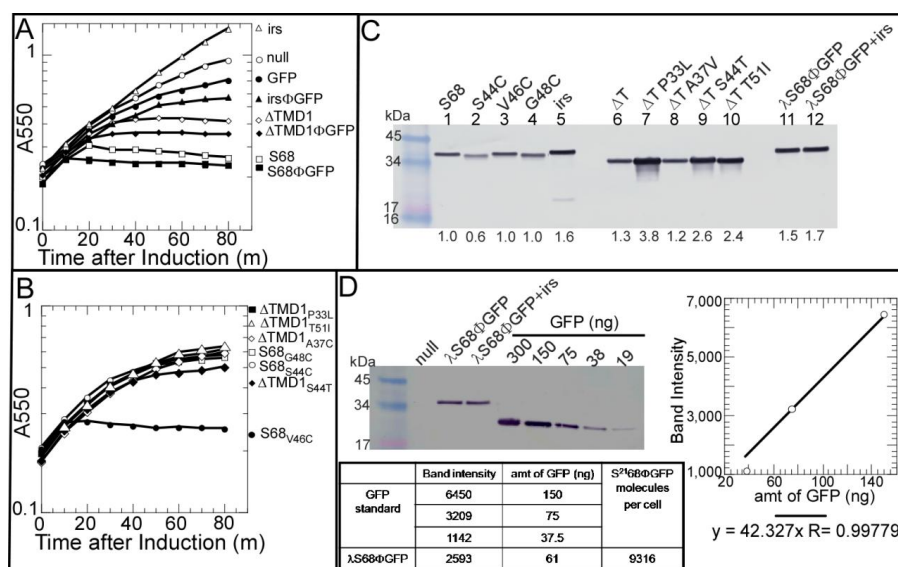 A
1
A550
0.1
0 20 40 60 80
Time after Induction (m)
irs
null
GFP
irsΦGFP
ΔTMD1
ΔTMD1ΦGFP
S68
S68ΦGFP
B
1
A550
0.1
0 20 40 60 80
Time after Induction (m)
ΔTMD1P33L
ΔTMD1T51I
ΔTMD1A37C
S68G48C
S68S44C
ΔTMD1S44T
S68V46C
C
S68 S44C V46C G48C irs ΔT ΔT P33L ΔT A37V ΔT S44T ΔT T51I λS68ΦGFP λS68ΦGFP+irs
1 2 3 4 5 6 7 8 9 10 11 12
kDa
45
34
17
16
1.0 0.6 1.0 1.0 1.6 1.3 3.8 1.2 2.6 2.4 1.5 1.7
D
null λS68ΦGFP λS68ΦGFP+irs
GFP (ng)
300 150 75 38 19
kDa
45
34
17
Band intensity amt of GFP (ng) S²¹68ΦGFP molecules per cell
GFP standard
6450 150
3209 75
1142 37.5
λS68ΦGFP 2593 61 9316
7,000
5,000
3,000
1,000
Band Intensity
20 60 100 140
amt of GFP (ng)
y = 42.327x R= 0.99779